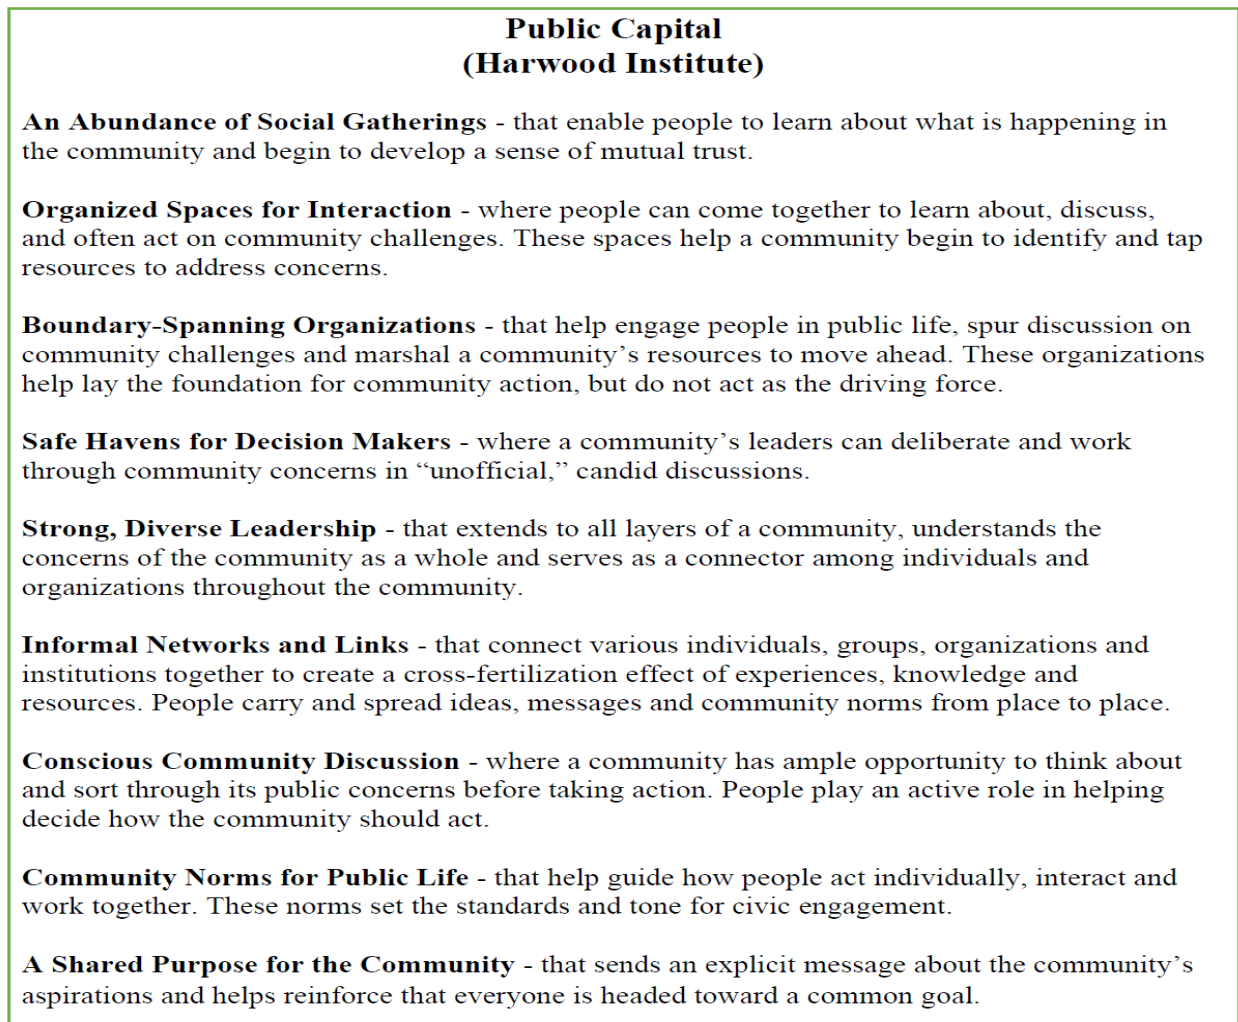 Public Capital
(Harwood Institute)
An Abundance of Social Gatherings - that enable people to learn about what is happening in
the community and begin to develop a sense of mutual trust.
Organized Spaces for Interaction - where people can come together to learn about, discuss,
and often act on community challenges. These spaces help a community begin to identify and tap
resources to address concerns.
Boundary-Spanning Organizations - that help engage people in public life, spur discussion on
community challenges and marshal a community’s resources to move ahead. These organizations
help lay the foundation for community action, but do not act as the driving force.
Safe Havens for Decision Makers - where a community’s leaders can deliberate and work
through community concerns in “unofficial,” candid discussions.
Strong, Diverse Leadership - that extends to all layers of a community, understands the
concerns of the community as a whole and serves as a connector among individuals and
organizations throughout the community.
Informal Networks and Links - that connect various individuals, groups, organizations and
institutions together to create a cross-fertilization effect of experiences, knowledge and
resources. People carry and spread ideas, messages and community norms from place to place.
Conscious Community Discussion - where a community has ample opportunity to think about
and sort through its public concerns before taking action. People play an active role in helping
decide how the community should act.
Community Norms for Public Life - that help guide how people act individually, interact and
work together. These norms set the standards and tone for civic engagement.
A Shared Purpose for the Community - that sends an explicit message about the community’s
aspirations and helps reinforce that everyone is headed toward a common goal.